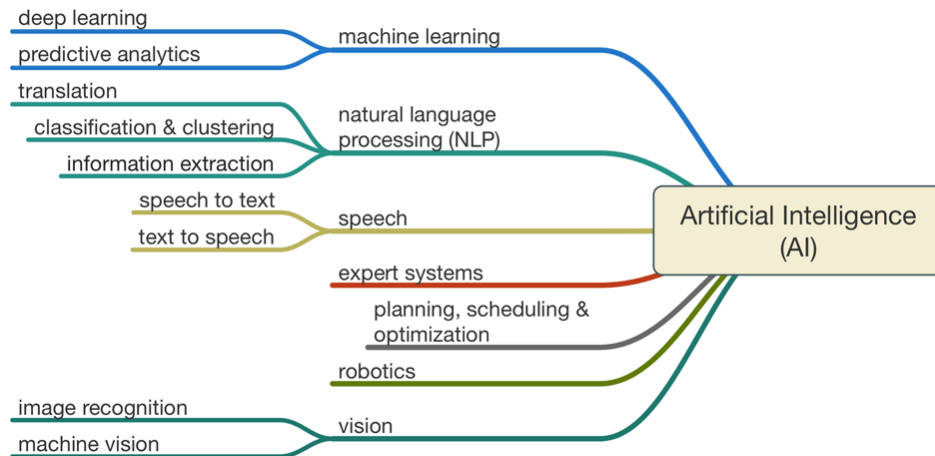 deep learning
predictive analytics
machine learning
translation
classification & clustering
information extraction
natural language
processing (NLP)
speech to text
text to speech
speech
expert systems
planning, scheduling &
optimization
robotics
image recognition
machine vision
vision
Artificial Intelligence
(AI)